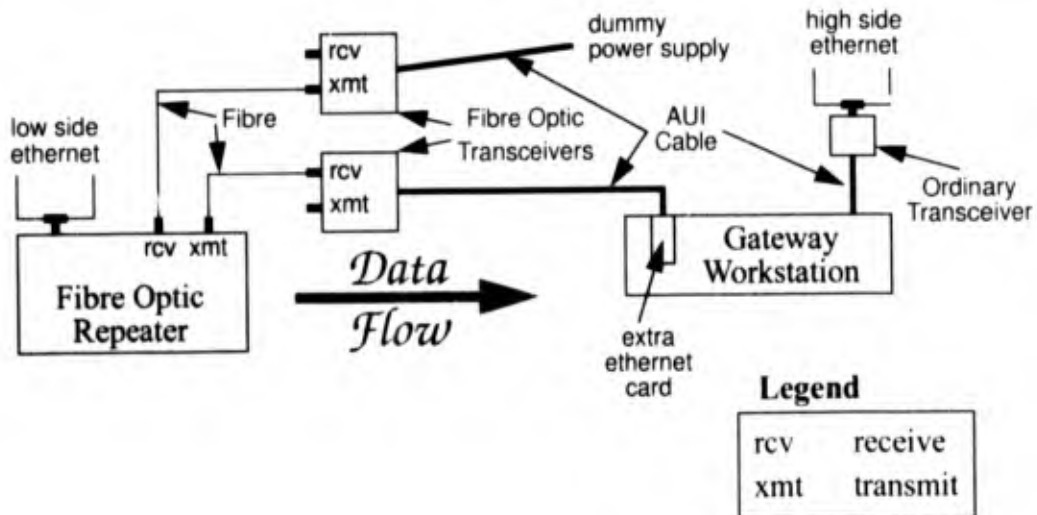 dummy
power supply
high side
ethernet
rcv
xmt
low side
ethernet
Fibre
Fibre Optic
Transceivers
AUI
Cable
rcv
xmt
Ordinary
Transceiver
rcv xmt
Fibre Optic
Repeater
Data
Flow
Gateway
Workstation
extra
ethernet
card
Legend
rcv receive
xmt transmit